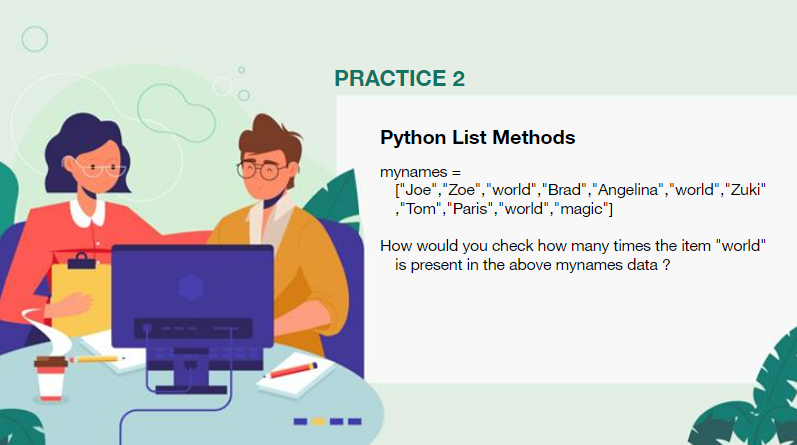 PRACTICE 2
Python List Methods
mynames =
["Joe","Zoe","world","Brad","Angelina","world","Zuki"
,"Tom","Paris","world","magic"]
How would you check how many times the item "world"
is present in the above mynames data ?